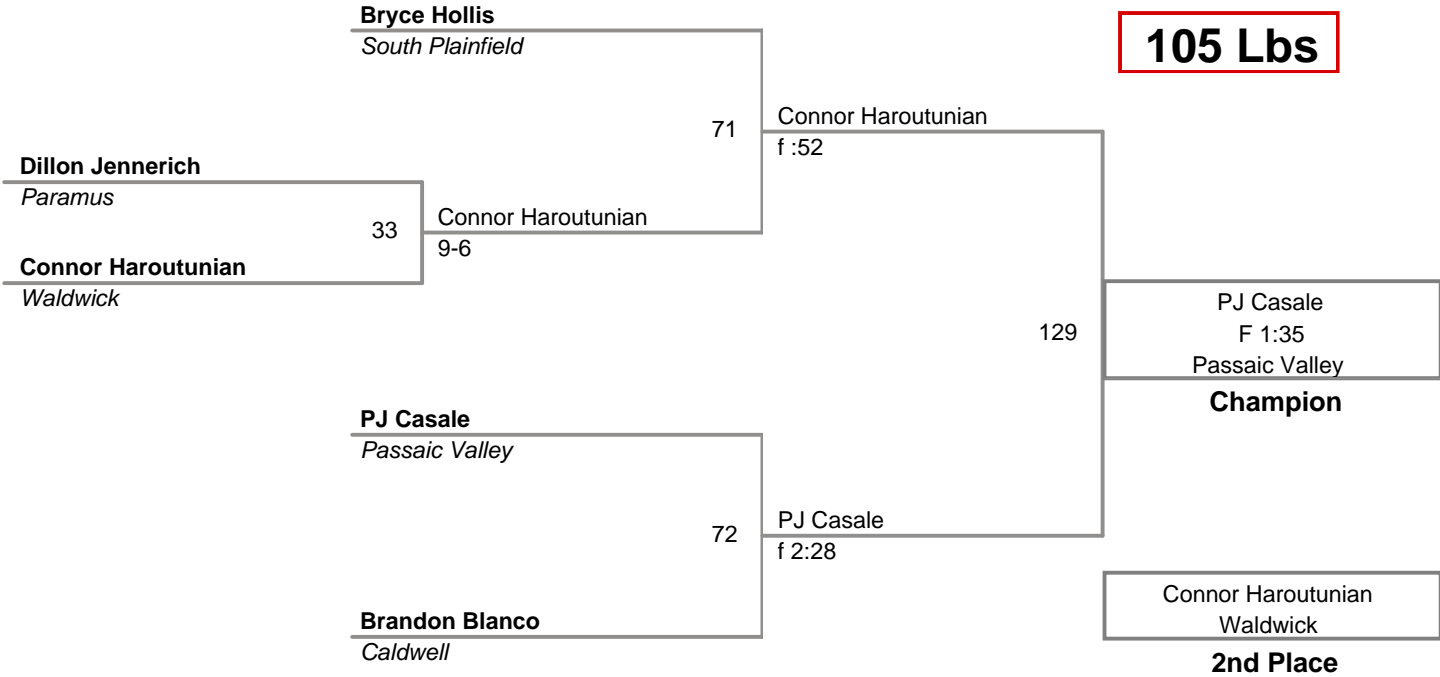 Bryce Hollis
South Plainfield
105 Lbs
71
Connor Haroutunian
f :52
Dillon Jennerich
Paramus
33
Connor Haroutunian
9-6
Connor Haroutunian
Waldwick
129
PJ Casale
F 1:35
Passaic Valley
Champion
PJ Casale
Passaic Valley
72
PJ Casale
f 2:28
Brandon Blanco
Caldwell
Connor Haroutunian
Waldwick
2nd Place